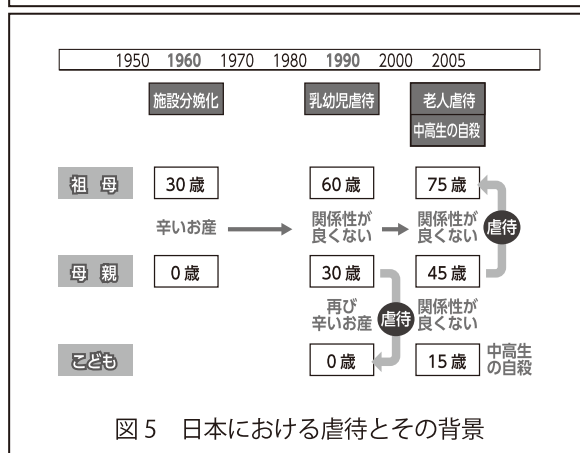 1950 1960 1970 1980 1990 2000 2005
施設分娩化 乳幼児虐待 老人虐待
中高生の自殺
祖母 30歳 60歳 75歳
辛いお産 関係性が 関係性が 虐待
良くない 良くない
母親 0歳 30歳 45歳
再び 虐待 関係性が
辛いお産 良くない
こども 0歳 15歳 中高生
の自殺
図5 日本における虐待とその背景